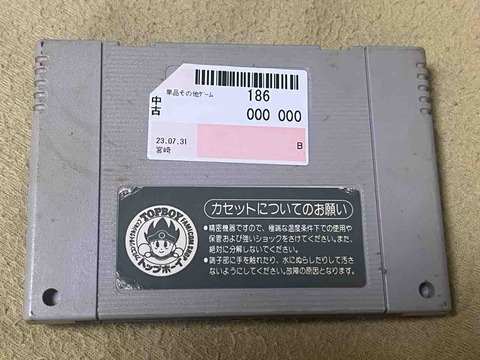 単品その他ゲーム
186
中古
000 000
23.07.31
宮崎
B
TOPBOY FAMICOM SHOP
トップボーイ
カセットについてのお願い
●精密機器ですので、極端な温度条件下での使用や
保管および強いショックをさけてください。また、
絶対に分解しないでください。
●端子部に手を触れたり、水にぬらしたりして汚さ
ないようにしてください。故障の原因となります。